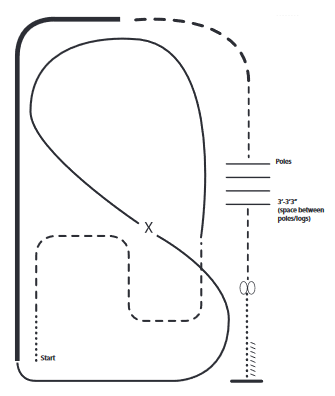 Poles
3'-3'3"
(space between
poles/logs)
X
Start